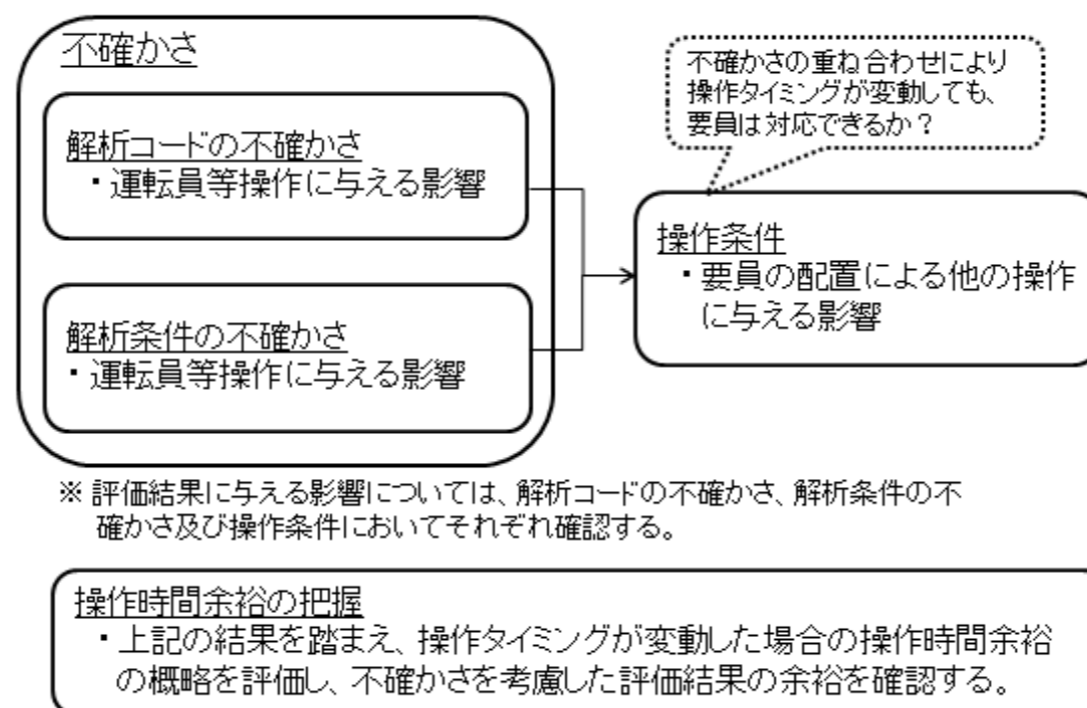 不確かさ
解析コードの不確かさ
・運転員等操作に与える影響
解析条件の不確かさ
・運転員等操作に与える影響
不確かさの重ね合わせにより
操作タイミングが変動しても、
要員は対応できるか？
操作条件
・要員の配置による他の操作
に与える影響
※ 評価結果に与える影響については、解析コードの不確かさ、解析条件の不
確かさ及び操作条件においてそれぞれ確認する。
操作時間余裕の把握
・上記の結果を踏まえ、操作タイミングが変動した場合の操作時間余裕
の概略を評価し、不確かさを考慮した評価結果の余裕を確認する。